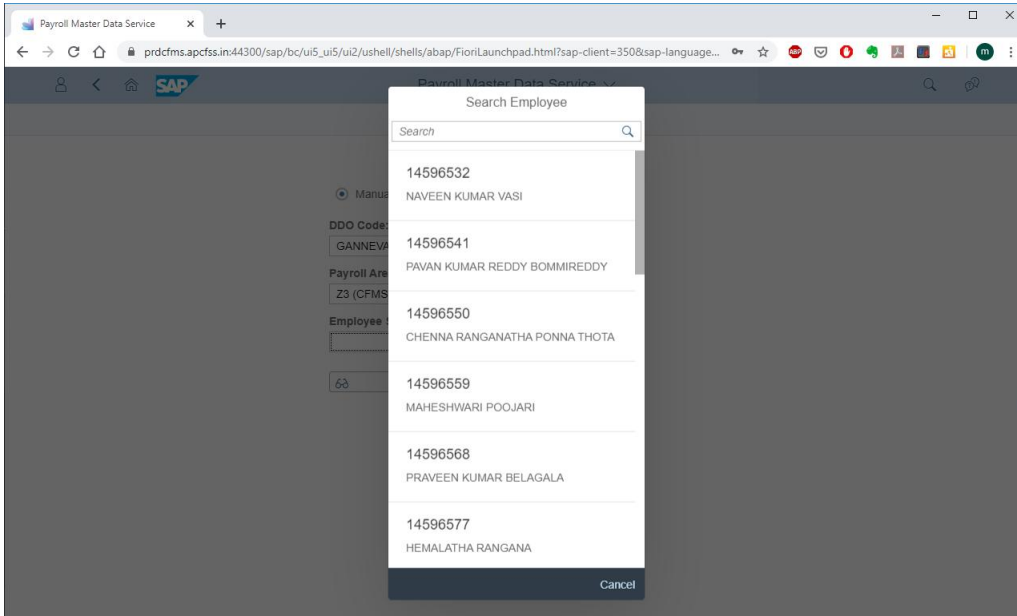 Payroll Master Data Service
prdcfms.apcfss.in:44300/sap/bc/ui5_ui5/ui2/ushell/shells/abap/FioriLaunchpad.html?sap-client=350&sap-language...
ABP
m
SAP
Payroll Master Data Service
Search Employee
Search
14596532
NAVEEN KUMAR VASI
14596541
PAVAN KUMAR REDDY BOMMIREDDY
14596550
CHENNA RANGANATHA PONNA THOTA
14596559
MAHESHWARI POOJARI
14596568
PRAVEEN KUMAR BELAGALA
14596577
HEMALATHA RANGANA
Cancel
Manua
DDO Code:
GANNEVA
Payroll Are
Z3 (CFMS
Employee